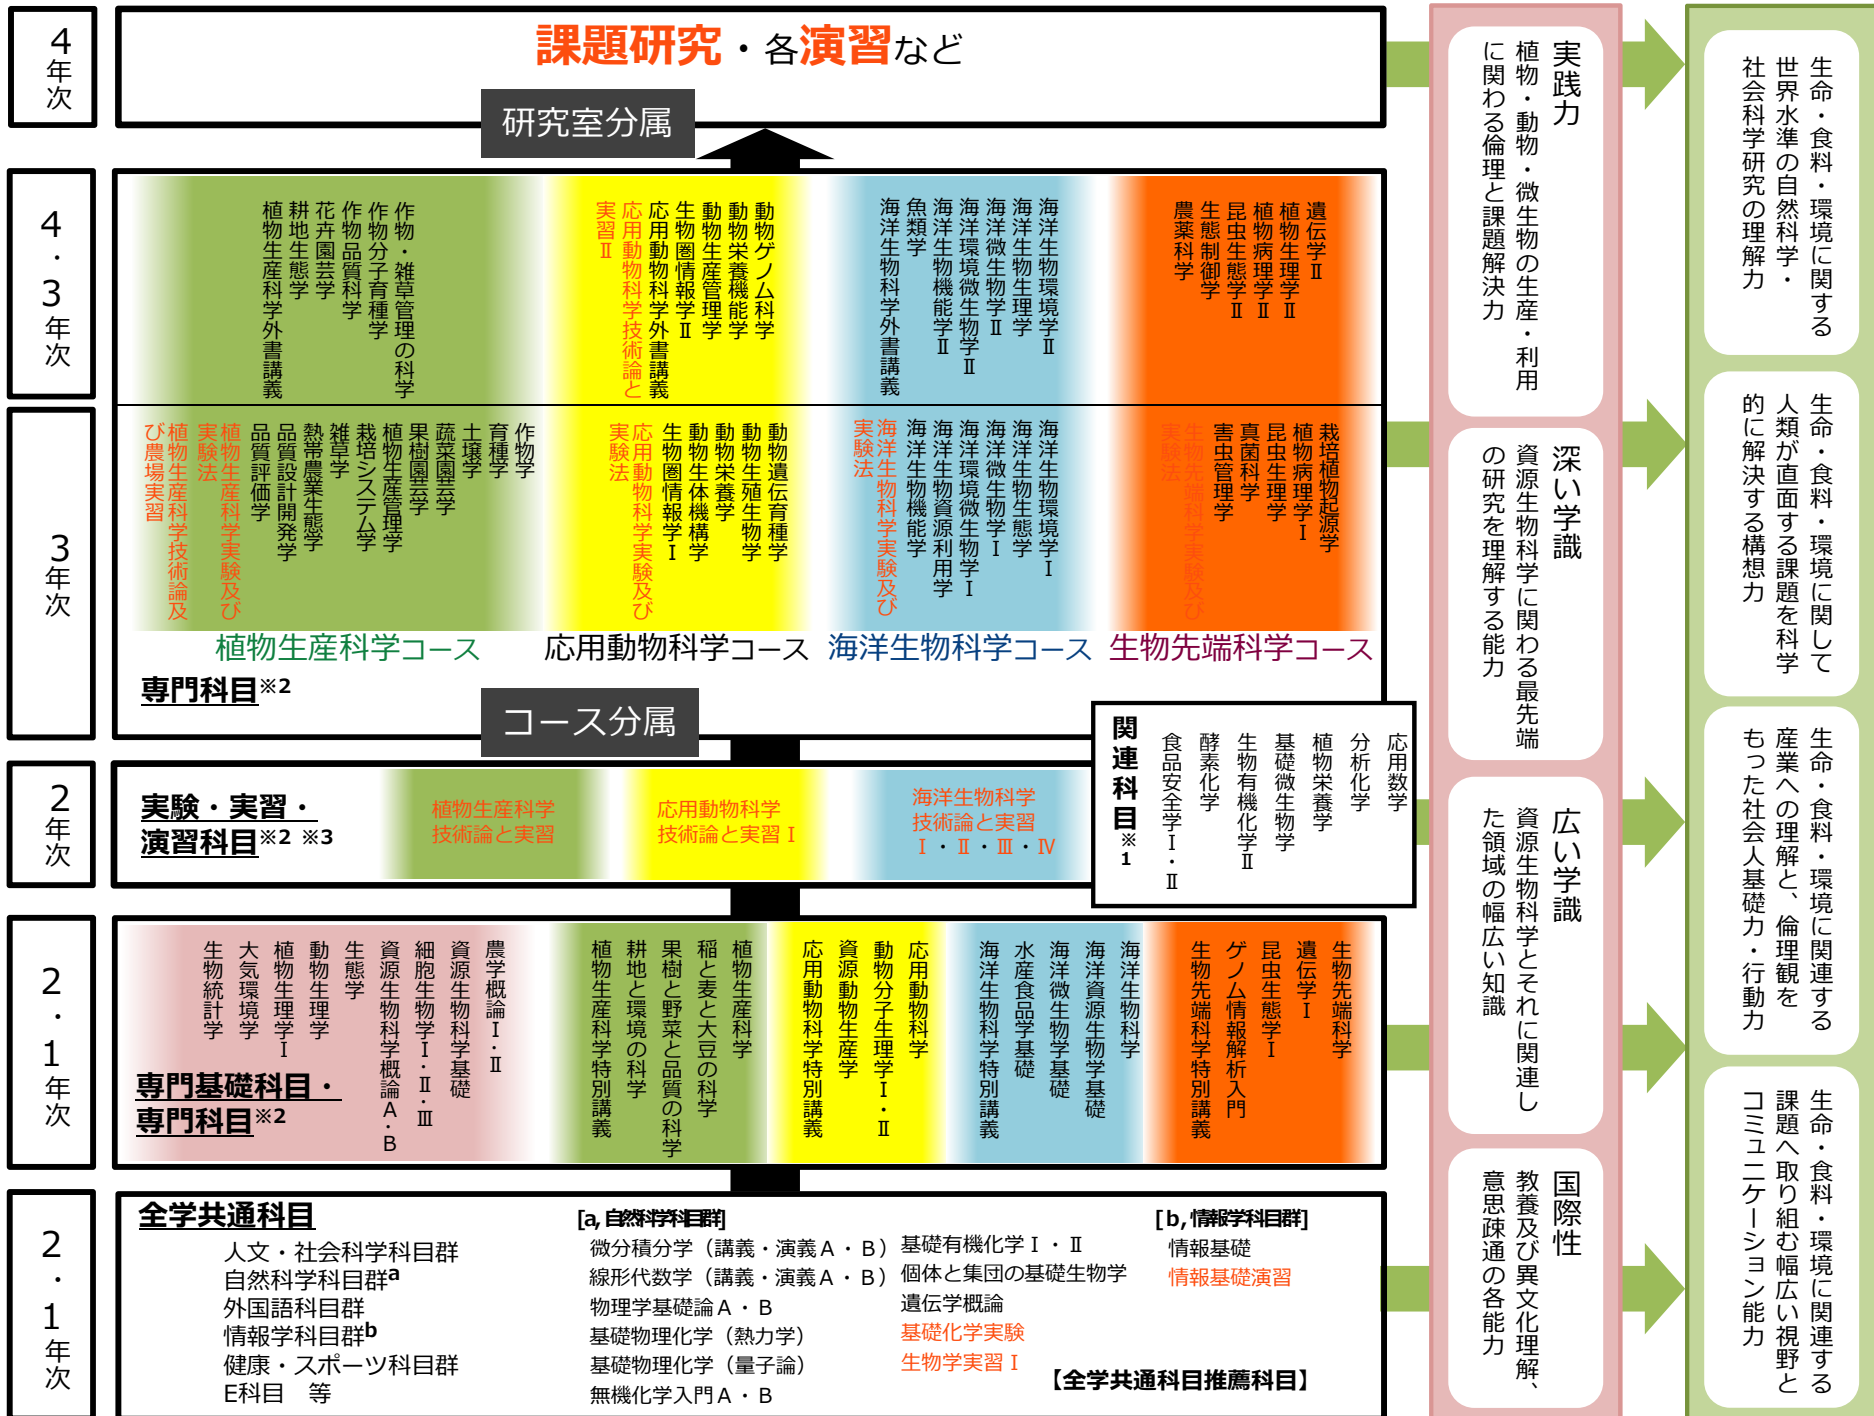 4年次
課題研究・各演習など
研究室分属
4・3年次
作物・雑草管理の科学
作物分子育種学
作物品質科学
花卉園芸学
耕地生態学
植物生産科学外書講義
動物ゲノム科学
動物栄養機能学
動物生産管理学
生物圏情報学Ⅱ
応用動物科学外書講義
応用動物科学技術論と
実習Ⅱ
海洋生物環境学Ⅱ
海洋生物生理学
海洋微生物学Ⅱ
海洋環境微生物学Ⅱ
海洋生物機能学Ⅱ
魚類学
海洋生物科学外書講義
遺伝学Ⅱ
植物生理学Ⅱ
植物病理学Ⅱ
昆虫生態学Ⅱ
生態制御学
農薬科学
3年次
作物学
育種学
土壌学
蔬菜園芸学
果樹園芸学
植物生産管理学
栽培システム学
雑草学
熱帯農業生態学
品質設計開発学
品質評価学
植物生産科学実験及び
実験法
植物生産科学技術論及
び農場実習
動物遺伝育種学
動物生殖生物学
動物栄養学
動物生体機構学
生物圏情報学Ⅰ
応用動物科学実験及び
実験法
海洋生物環境学Ⅰ
海洋生物生態学
海洋微生物学Ⅰ
海洋環境微生物学Ⅰ
海洋生物資源利用学
海洋生物機能学
海洋生物科学実験及び
実験法
栽培植物起源学
植物病理学Ⅰ
昆虫生理学
真菌科学
害虫管理学
生物先端科学実験及び
実験法
植物生産科学コース
応用動物科学コース
海洋生物科学コース
生物先端科学コース
専門科目※2
コース分属
関連科目※1
応用数学
分析化学
植物栄養学
基礎微生物学
生物有機化学Ⅱ
酵素化学
食品安全学Ⅰ・Ⅱ
2年次
実験・実習・
演習科目※2 ※3
植物生産科学
技術論と実習
応用動物科学
技術論と実習Ⅰ
海洋生物科学
技術論と実習
Ⅰ・Ⅱ・Ⅲ・Ⅳ
2・1年次
農学概論Ⅰ・Ⅱ
資源生物科学基礎
細胞生物学Ⅰ・Ⅱ・Ⅲ
資源生物科学概論A・B
生態学
動物生理学
植物生理学Ⅰ
大気環境学
生物統計学
専門基礎科目・
専門科目※2
植物生産科学
稲と麦と大豆の科学
果樹と野菜と品質の科学
耕地と環境の科学
植物生産科学特別講義
応用動物科学
動物分子生理学Ⅰ・Ⅱ
資源動物生産学
応用動物科学特別講義
海洋生物科学
海洋資源生物学基礎
海洋微生物学基礎
水産食品学基礎
海洋生物科学特別講義
生物先端科学
遺伝学Ⅰ
昆虫生態学Ⅰ
ゲノム情報解析入門
生物先端科学特別講義
2・1年次
全学共通科目
人文・社会科学科目群
自然科学科目群a
外国語科目群
情報学科目群b
健康・スポーツ科目群
E科目 等
[a,自然科学科目群]
微分積分学（講義・演義A・B）
線形代数学（講義・演義A・B）
物理学基礎論A・B
基礎物理化学（熱力学）
基礎物理化学（量子論）
無機化学入門A・B
基礎有機化学Ⅰ・Ⅱ
個体と集団の基礎生物学
遺伝学概論
基礎化学実験
生物学実習Ⅰ
[b,情報学科目群]
情報基礎
情報基礎演習
【全学共通科目推薦科目】
実践力
植物・動物・微生物の生産・利用
に関わる倫理と課題解決力
深い学識
資源生物科学に関わる最先端
の研究を理解する能力
広い学識
資源生物科学とそれに関連し
た領域の幅広い知識
国際性
教養及び異文化理解、
意思疎通の各能力
生命・食料・環境に関する
世界水準の自然科学・
社会科学研究の理解力
生命・食料・環境に関して
人類が直面する課題を科学
的に解決する構想力
生命・食料・環境に関連する
産業への理解と、倫理観を
もった社会人基礎力・行動力
生命・食料・環境に関連する
課題へ取り組む幅広い視野と
コミュニケーション能力